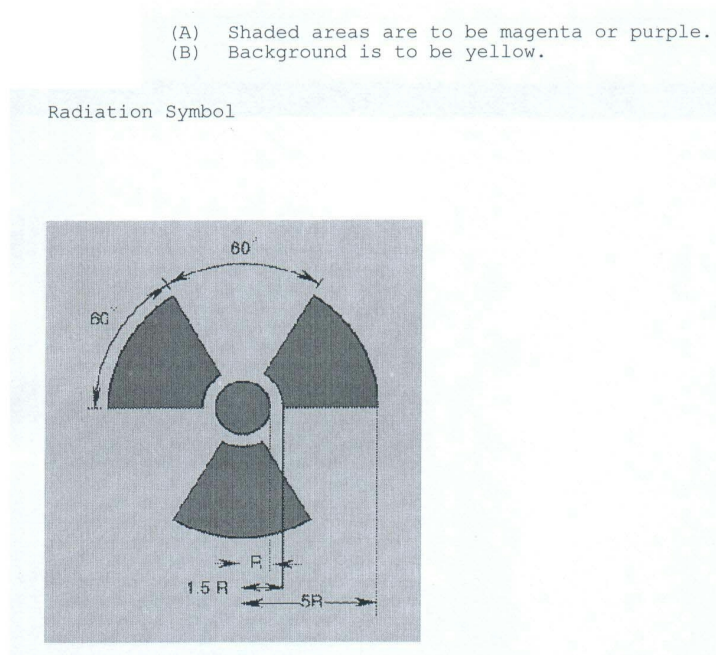 (A) Shaded areas are to be magenta or purple.
(B) Background is to be yellow.
Radiation Symbol
60°
60°
R
1.5 R
5R